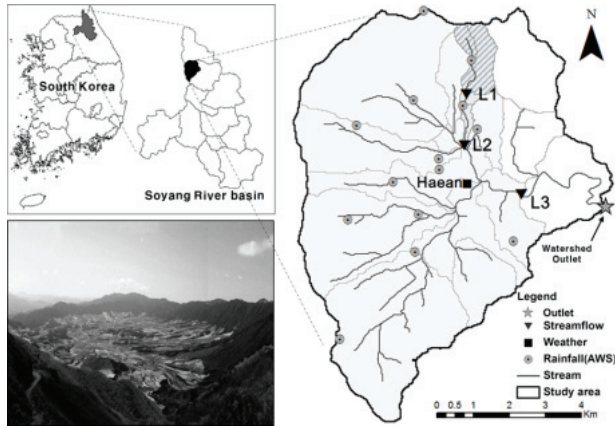 South Korea
Soyang River basin
N
L1
L2
Haean
L3
Watershed
Outlet
Legend
Outlet
Streamflow
Weather
Rainfall(AWS)
Stream
Study area
0 0.5 1 2 3 4
Km